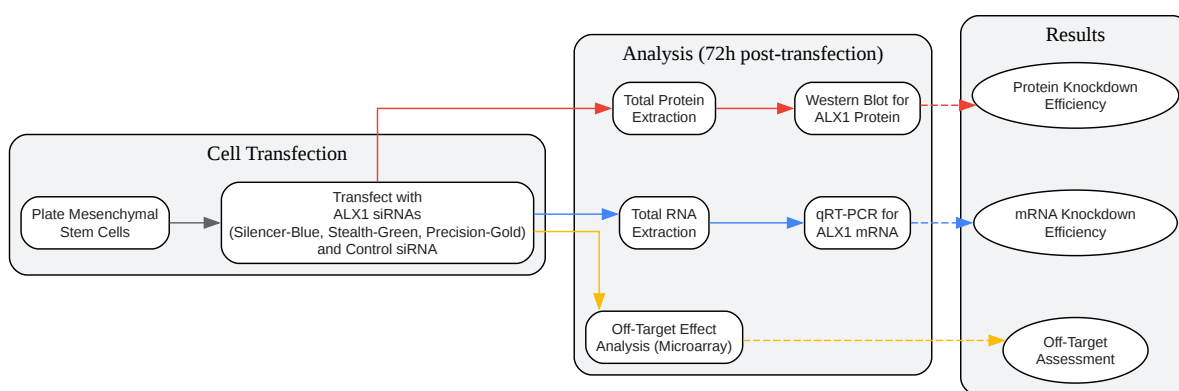 Cell Transfection
Plate Mesenchymal
Stem Cells
Transfect with
ALX1 siRNAs
(Silencer-Blue, Stealth-Green, Precision-Gold)
and Control siRNA
Analysis (72h post-transfection)
Total Protein
Extraction
Western Blot for
ALX1 Protein
Total RNA
Extraction
qRT-PCR for
ALX1 mRNA
Off-Target Effect
Analysis (Microarray)
Results
Protein Knockdown
Efficiency
mRNA Knockdown
Efficiency
Off-Target
Assessment